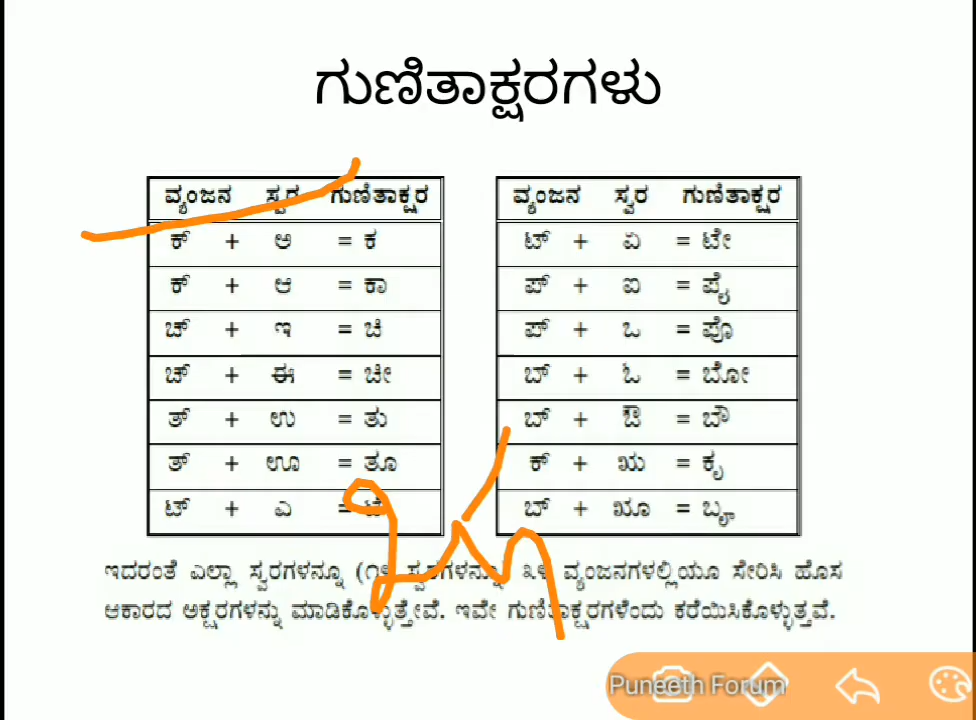 ಗುಣಿತಾಕ್ಷರಗಳು
ವ್ಯಂಜನ ಸ್ವರ ಗುಣಿತಾಕ್ಷರ
ಕ್ + ಅ = ಕ
ಕ್ + ಆ = ಕಾ
ಚ್ + ಇ = ಚಿ
ಚ್ + ಈ = ಚೀ
ತ್ + ಉ = ತು
ತ್ + ಊ = ತೂ
ಟ್ + ಎ =
ವ್ಯಂಜನ ಸ್ವರ ಗುಣಿತಾಕ್ಷರ
ಟ್ + ಏ = ಟೇ
ಪ್ + ಐ = ಪೈ
ಪ್ + ಒ = ಪೊ
ಬ್ + ಓ = ಬೋ
ಬ್ + ಔ = ಬೌ
ಕ್ + ಋ = ಕೃ
ಬ್ + ೠ = ಬೄ
ಇದರಂತೆ ಎಲ್ಲಾ ಸ್ವರಗಳನ್ನೂ ಸ್ವರಗಳನ್ನೂ ವ್ಯಂಜನಗಳಲ್ಲಿಯೂ ಸೇರಿಸಿ ಹೊಸ
ಆಕಾರದ ಅಕ್ಷರಗಳನ್ನು ಮಾಡಿಕೊಳ್ಳುತ್ತೇವೆ. ಇವೇ ಗುಣಿತಾಕ್ಷರಗಳೆಂದು ಕರೆಯಿಸಿಕೊಳ್ಳುತ್ತವೆ.
Puneeth Forum